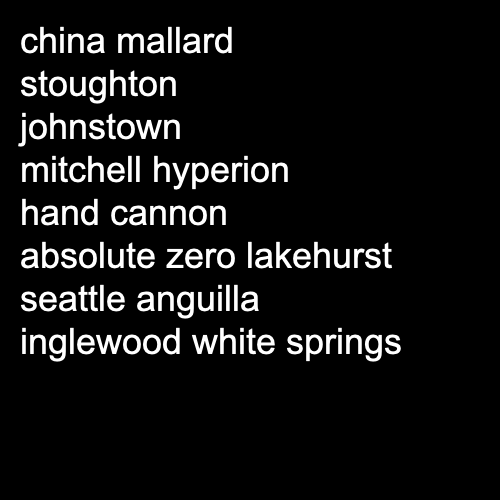 china mallard
stoughton
johnstown
mitchell hyperion
hand cannon
absolute zero lakehurst
seattle anguilla
inglewood white springs